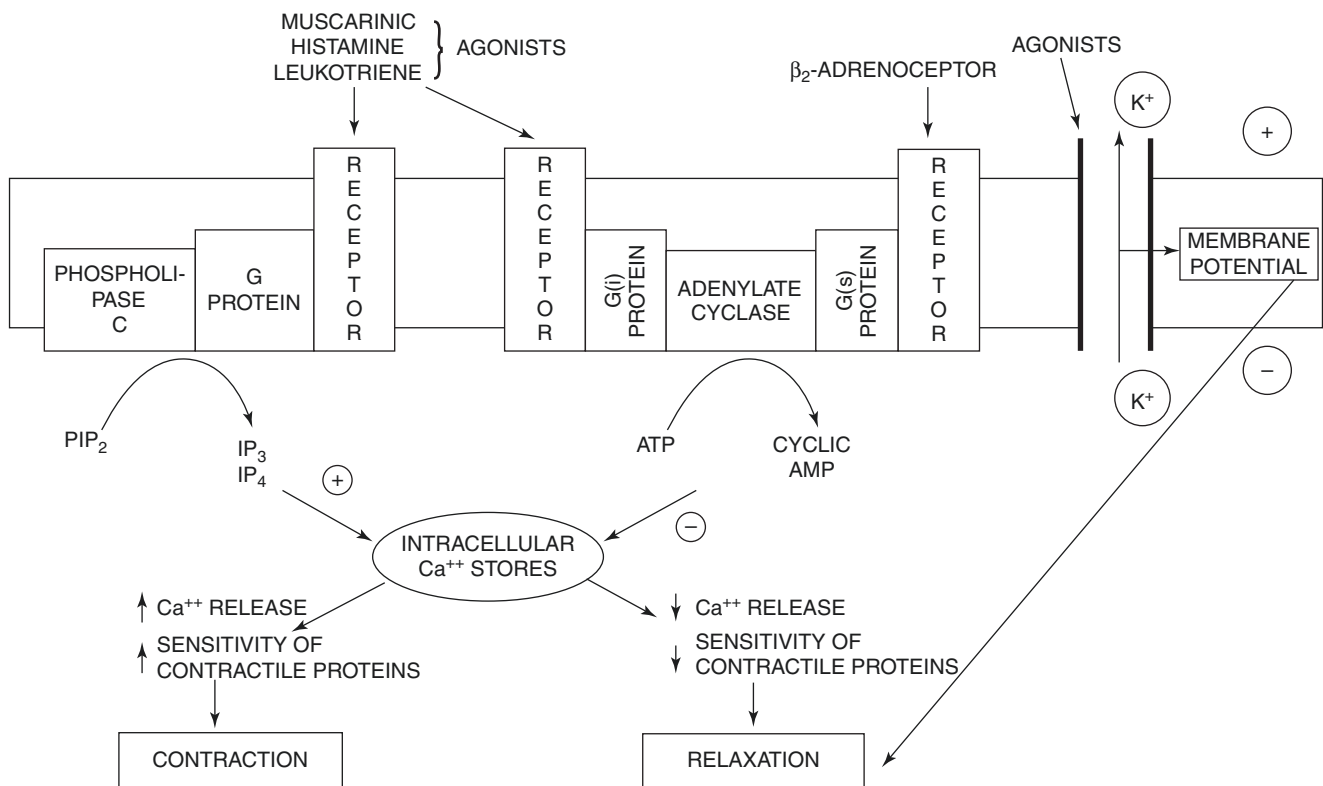 MUSCARINIC
HISTAMINE
LEUKOTRIENE
AGONISTS
β₂-ADRENOCEPTOR
AGONISTS
K⁺
+
RECEPTOR
RECEPTOR
RECEPTOR
PHOSPHOLI-
PASE
C
G
PROTEIN
G(i)
PROTEIN
ADENYLATE
CYCLASE
G(s)
PROTEIN
MEMBRANE
POTENTIAL
K⁺
−
PIP₂
IP₃
IP₄
+
ATP
CYCLIC
AMP
−
INTRACELLULAR
Ca⁺⁺ STORES
↑ Ca⁺⁺ RELEASE
↑ SENSITIVITY OF
CONTRACTILE PROTEINS
↓ Ca⁺⁺ RELEASE
↓ SENSITIVITY OF
CONTRACTILE PROTEINS
CONTRACTION
RELAXATION